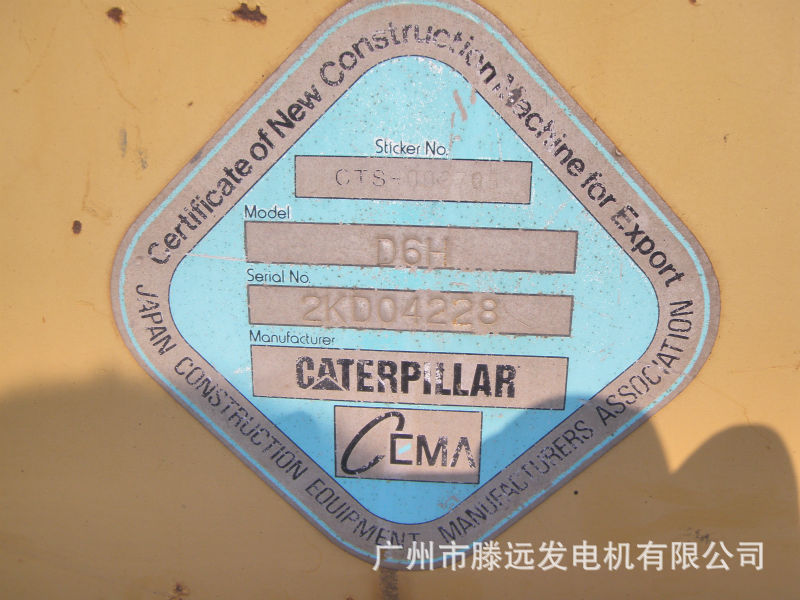 Certificate of New Construction Machine for Export
Sticker No.
Model
D6H
Serial No.
2KD04228
Manufacturer
CATERPILLAR
CEMA
JAPAN CONSTRUCTION EQUIPMENT MANUFACTURERS ASSOCIATION
广州市滕远发电机有限公司